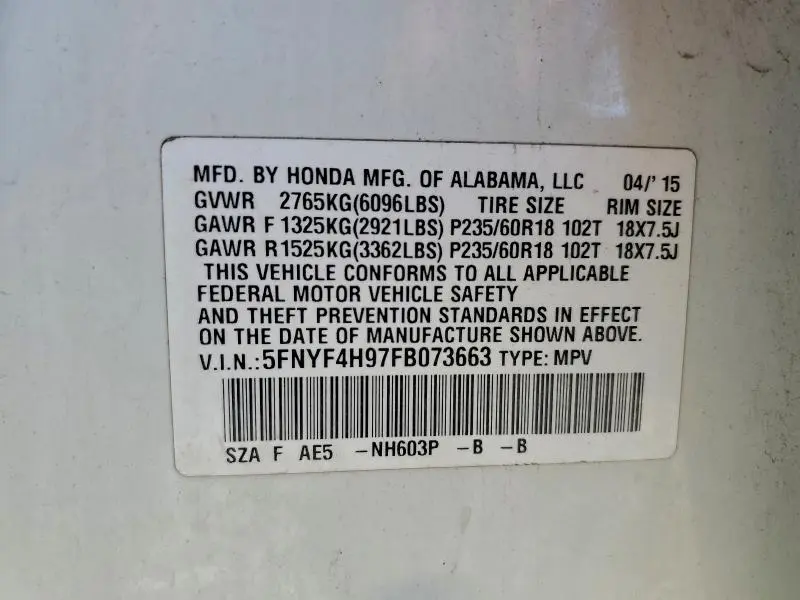 MFD. BY HONDA MFG. OF ALABAMA, LLC 04/'15
GVWR 2765KG(6096LBS) TIRE SIZE RIM SIZE
GAWR F 1325KG(2921LBS) P235/60R18 102T 18X7.5J
GAWR R 1525KG(3362LBS) P235/60R18 102T 18X7.5J
THIS VEHICLE CONFORMS TO ALL APPLICABLE
FEDERAL MOTOR VEHICLE SAFETY
AND THEFT PREVENTION STANDARDS IN EFFECT
ON THE DATE OF MANUFACTURE SHOWN ABOVE.
V.I.N.:5FNYF4H97FB073663 TYPE: MPV
SZA F AE5 -NH603P -B -B